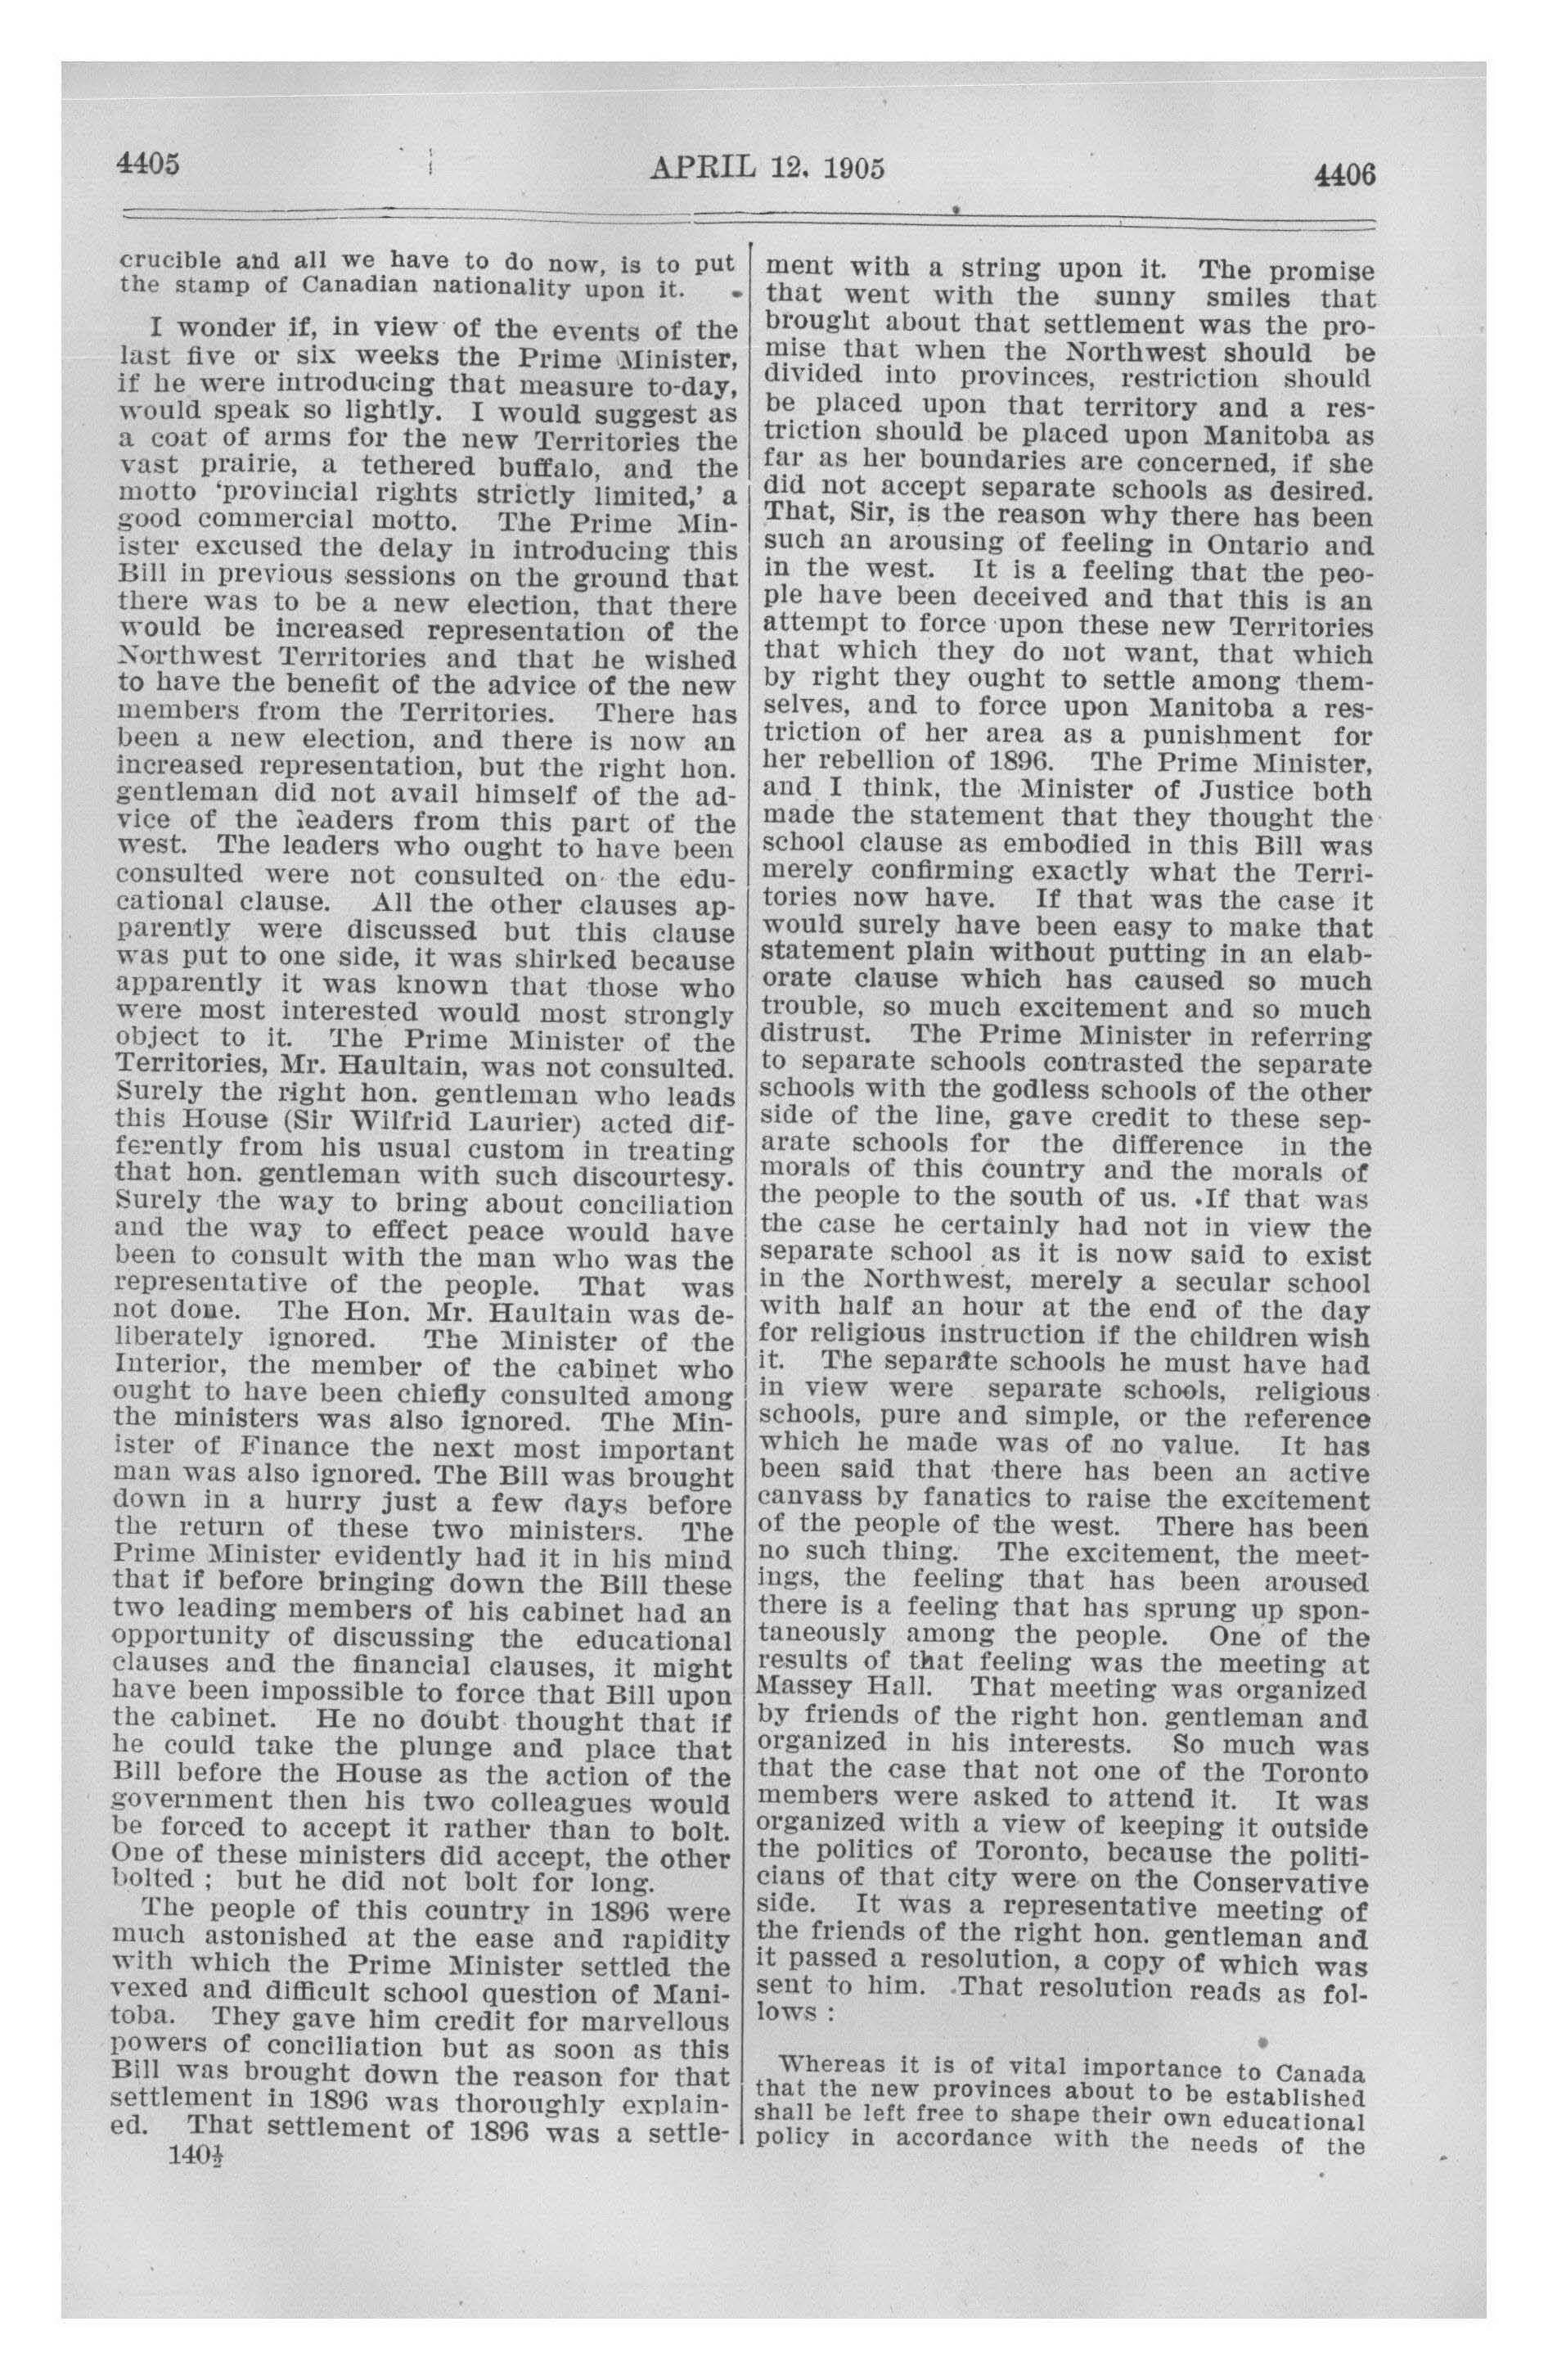 4405
APRIL 12, 1905
4406
crucible and all we have to do now, is to put
the stamp of Canadian nationality upon it.
I wonder if, in view of the events of the
last five or six weeks the Prime Minister,
if he were introducing that measure to-day,
would speak so lightly. I would suggest as
a coat of arms for the new Territories the
vast prairie, a tethered buffalo, and the
motto 'provincial rights strictly limited,' a
good commercial motto. The Prime Min-
ister excused the delay in introducing this
Bill in previous sessions on the ground that
there was to be a new election, that there
would be increased representation of the
Northwest Territories and that he wished
to have the benefit of the advice of the new
members from the Territories. There has
been a new election, and there is now an
increased representation, but the right hon.
gentleman did not avail himself of the ad-
vice of the leaders from this part of the
west. The leaders who ought to have been
consulted were not consulted on the edu-
cational clause. All the other clauses ap-
parently were discussed but this clause
was put to one side, it was shirked because
apparently it was known that those who
were most interested would most strongly
object to it. The Prime Minister of the
Territories, Mr. Haultain, was not consulted.
Surely the right hon. gentleman who leads
this House (Sir Wilfrid Laurier) acted dif-
ferently from his usual custom in treating
that hon. gentleman with such discourtesy.
Surely the way to bring about conciliation
and the way to effect peace would have
been to consult with the man who was the
representative of the people. That was
not done. The Hon. Mr. Haultain was de-
liberately ignored. The Minister of the
Interior, the member of the cabinet who
ought to have been chiefly consulted among
the ministers was also ignored. The Min-
ister of Finance the next most important
man was also ignored. The Bill was brought
down in a hurry just a few days before
the return of these two ministers. The
Prime Minister evidently had it in his mind
that if before bringing down the Bill these
two leading members of his cabinet had an
opportunity of discussing the educational
clauses and the financial clauses, it might
have been impossible to force that Bill upon
the cabinet. He no doubt thought that if
he could take the plunge and place that
Bill before the House as the action of the
government then his two colleagues would
be forced to accept it rather than to bolt.
One of these ministers did accept, the other
bolted ; but he did not bolt for long.
The people of this country in 1896 were
much astonished at the ease and rapidity
with which the Prime Minister settled the
vexed and difficult school question of Mani-
toba. They gave him credit for marvellous
powers of conciliation but as soon as this
Bill was brought down the reason for that
settlement in 1896 was thoroughly explain-
ed. That settlement of 1896 was a settle-
140½
ment with a string upon it. The promise
that went with the sunny smiles that
brought about that settlement was the pro-
mise that when the Northwest should be
divided into provinces, restriction should
be placed upon that territory and a res-
triction should be placed upon Manitoba as
far as her boundaries are concerned, if she
did not accept separate schools as desired.
That, Sir, is the reason why there has been
such an arousing of feeling in Ontario and
in the west. It is a feeling that the peo-
ple have been deceived and that this is an
attempt to force upon these new Territories
that which they do not want, that which
by right they ought to settle among them-
selves, and to force upon Manitoba a res-
triction of her area as a punishment for
her rebellion of 1896. The Prime Minister,
and I think, the Minister of Justice both
made the statement that they thought the
school clause as embodied in this Bill was
merely confirming exactly what the Terri-
tories now have. If that was the case it
would surely have been easy to make that
statement plain without putting in an elab-
orate clause which has caused so much
trouble, so much excitement and so much
distrust. The Prime Minister in referring
to separate schools contrasted the separate
schools with the godless schools of the other
side of the line, gave credit to these sep-
arate schools for the difference in the
morals of this country and the morals of
the people to the south of us. If that was
the case he certainly had not in view the
separate school as it is now said to exist
in the Northwest, merely a secular school
with half an hour at the end of the day
for religious instruction if the children wish
it. The separate schools he must have had
in view were separate schools, religious
schools, pure and simple, or the reference
which he made was of no value. It has
been said that there has been an active
canvass by fanatics to raise the excitement
of the people of the west. There has been
no such thing. The excitement, the meet-
ings, the feeling that has been aroused
there is a feeling that has sprung up spon-
taneously among the people. One of the
results of that feeling was the meeting at
Massey Hall. That meeting was organized
by friends of the right hon. gentleman and
organized in his interests. So much was
that the case that not one of the Toronto
members were asked to attend it. It was
organized with a view of keeping it outside
the politics of Toronto, because the politi-
cians of that city were on the Conservative
side. It was a representative meeting of
the friends of the right hon. gentleman and
it passed a resolution, a copy of which was
sent to him. That resolution reads as fol-
lows :
Whereas it is of vital importance to Canada
that the new provinces about to be established
shall be left free to shape their own educational
policy in accordance with the needs of the